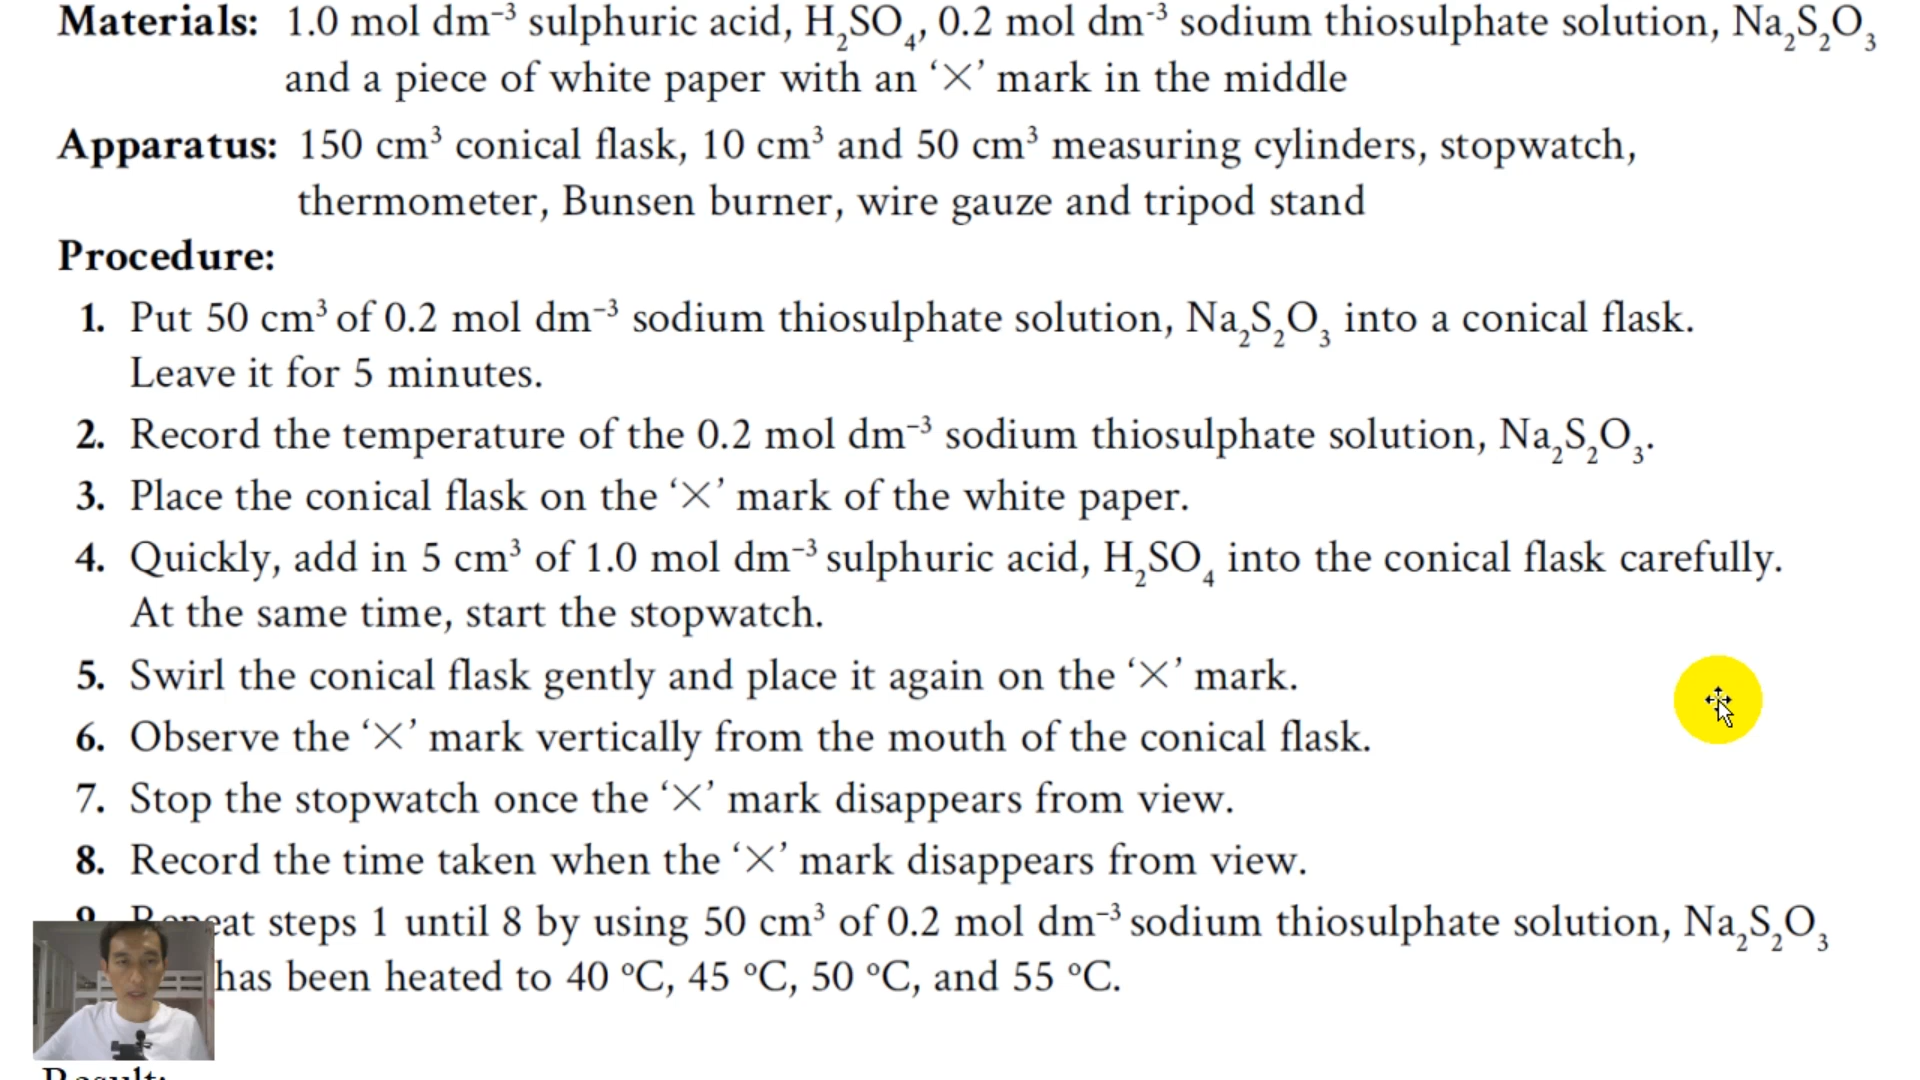 Materials: 1.0 mol dm⁻³ sulphuric acid, H₂SO₄, 0.2 mol dm⁻³ sodium thiosulphate solution, Na₂S₂O₃
and a piece of white paper with an ‘×’ mark in the middle
Apparatus: 150 cm³ conical flask, 10 cm³ and 50 cm³ measuring cylinders, stopwatch,
thermometer, Bunsen burner, wire gauze and tripod stand
Procedure:
1. Put 50 cm³ of 0.2 mol dm⁻³ sodium thiosulphate solution, Na₂S₂O₃ into a conical flask.
Leave it for 5 minutes.
2. Record the temperature of the 0.2 mol dm⁻³ sodium thiosulphate solution, Na₂S₂O₃.
3. Place the conical flask on the ‘×’ mark of the white paper.
4. Quickly, add in 5 cm³ of 1.0 mol dm⁻³ sulphuric acid, H₂SO₄ into the conical flask carefully.
At the same time, start the stopwatch.
5. Swirl the conical flask gently and place it again on the ‘×’ mark.
6. Observe the ‘×’ mark vertically from the mouth of the conical flask.
7. Stop the stopwatch once the ‘×’ mark disappears from view.
8. Record the time taken when the ‘×’ mark disappears from view.
9. Repeat steps 1 until 8 by using 50 cm³ of 0.2 mol dm⁻³ sodium thiosulphate solution, Na₂S₂O₃
has been heated to 40 °C, 45 °C, 50 °C, and 55 °C.
Result: